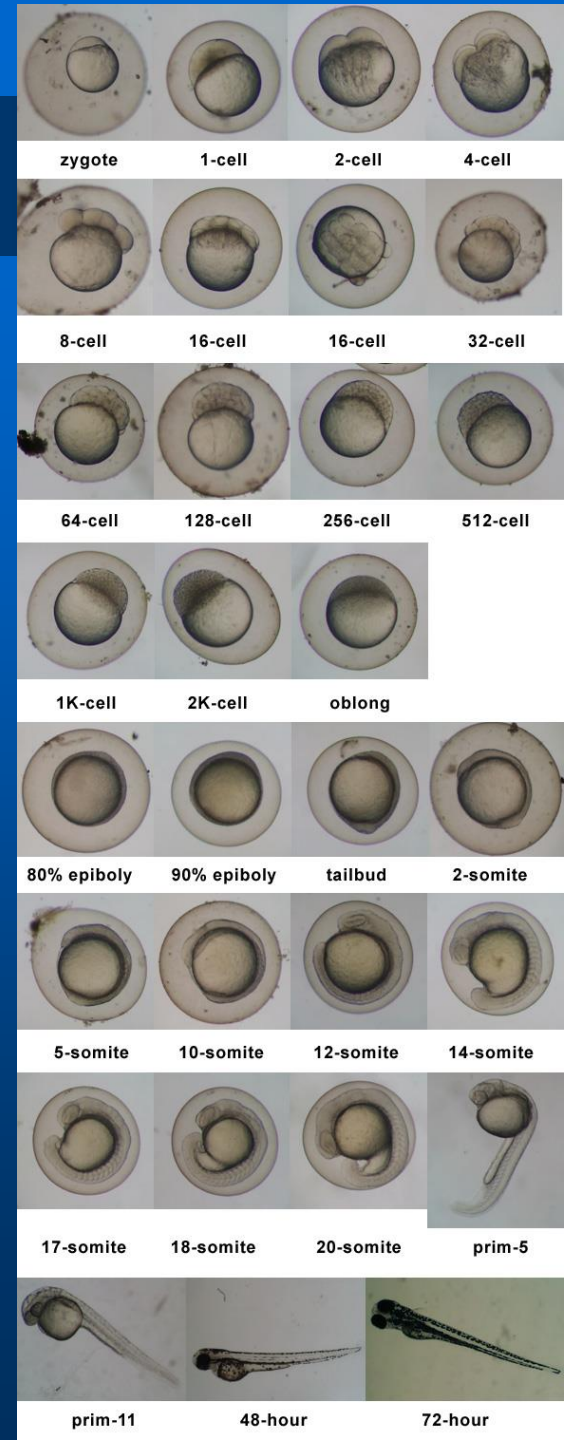 zygote 1-cell 2-cell 4-cell
8-cell 16-cell 16-cell 32-cell
64-cell 128-cell 256-cell 512-cell
1K-cell 2K-cell oblong
80% epiboly 90% epiboly tailbud 2-somite
5-somite 10-somite 12-somite 14-somite
17-somite 18-somite 20-somite prim-5
prim-11 48-hour 72-hour